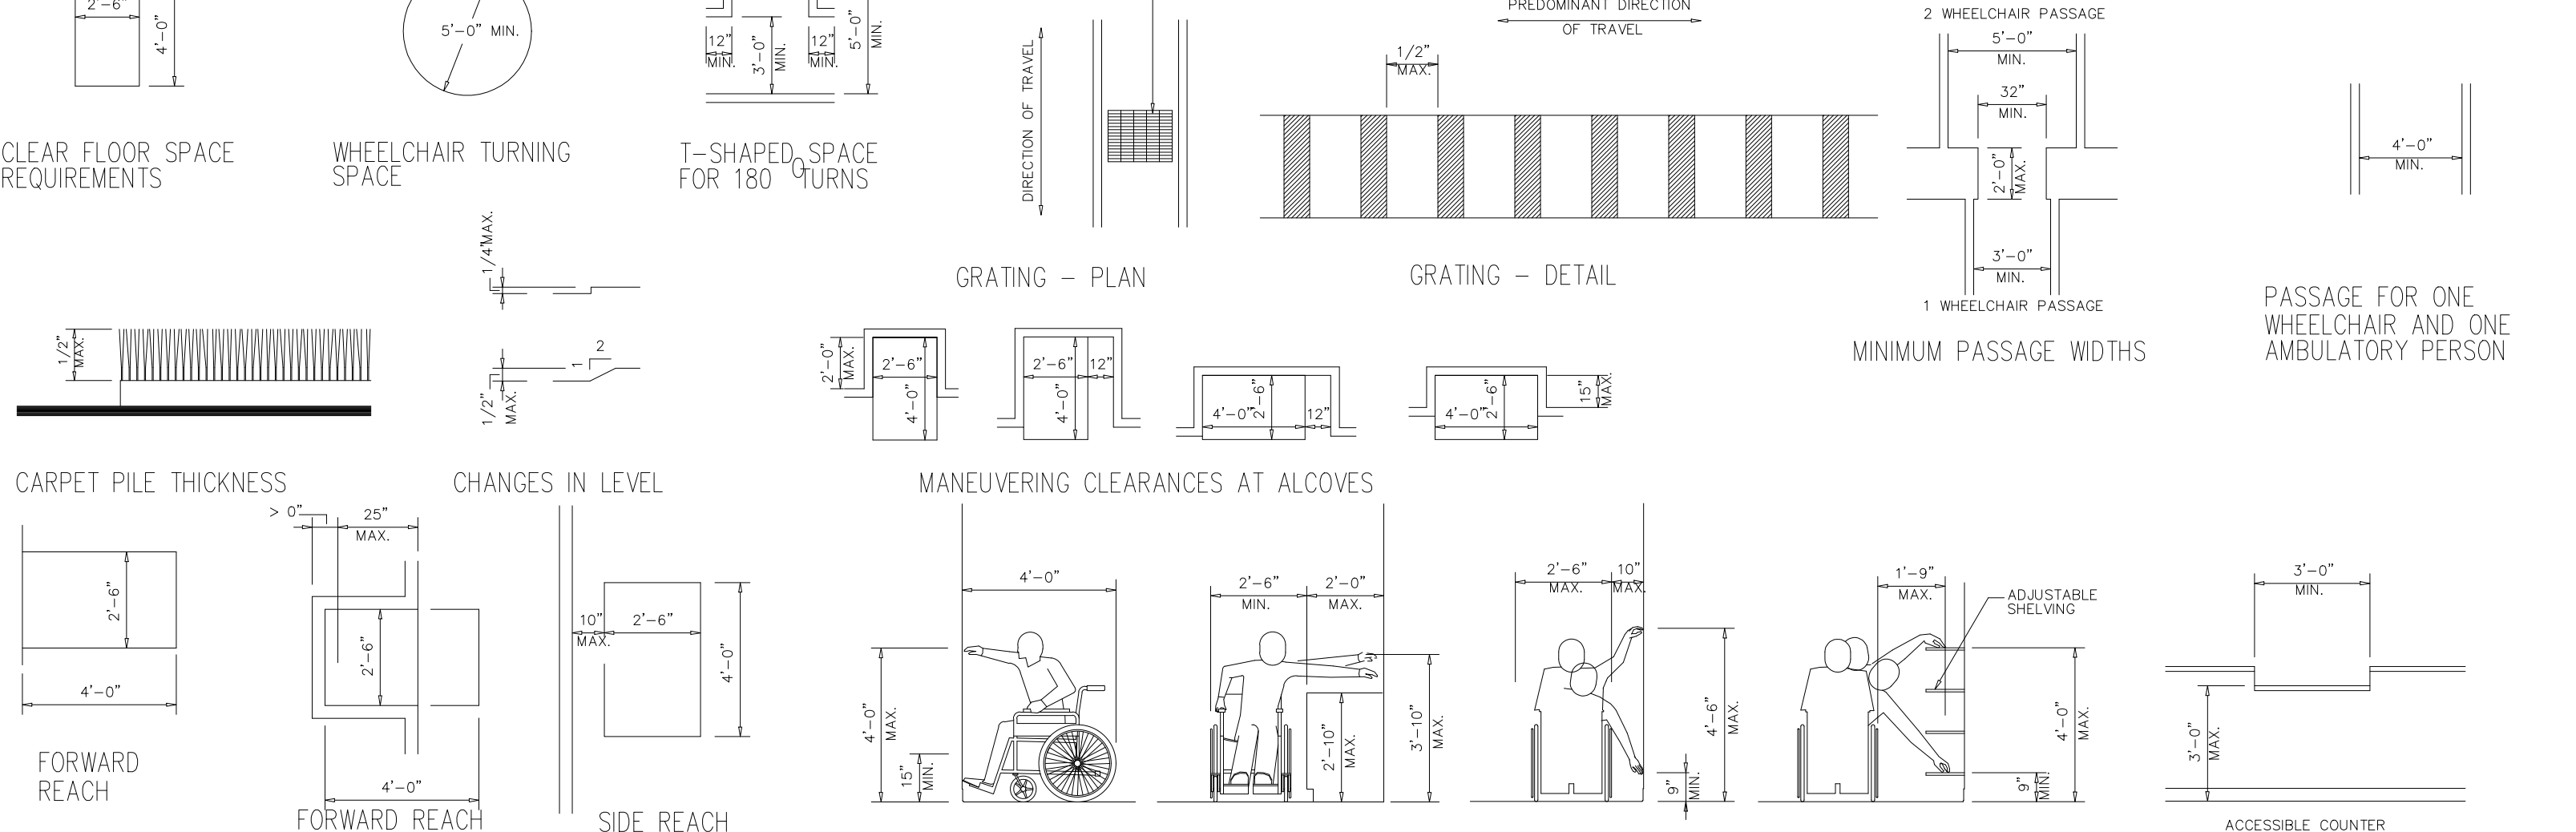 2'-6"
4'-0"
CLEAR FLOOR SPACE
REQUIREMENTS
5'-0" MIN.
WHEELCHAIR TURNING
SPACE
12"
MIN.
3'-0"
MIN.
12"
MIN.
5'-0"
MIN.
T-SHAPED SPACE
FOR 180 O TURNS
DIRECTION OF TRAVEL
GRATING - PLAN
PREDOMINANT DIRECTION
OF TRAVEL
1/2"
MAX.
GRATING - DETAIL
2 WHEELCHAIR PASSAGE
5'-0"
MIN.
32"
MIN.
2'-0"
MAX.
3'-0"
MIN.
1 WHEELCHAIR PASSAGE
MINIMUM PASSAGE WIDTHS
4'-0"
MIN.
PASSAGE FOR ONE
WHEELCHAIR AND ONE
AMBULATORY PERSON
1/2"
MAX.
CARPET PILE THICKNESS
1/4"MAX.
1
2
1/2"
MAX.
CHANGES IN LEVEL
2'-0"
MAX.
2'-6"
4'-0"
2'-6"
12"
4'-0"
4'-0"
2'-6"
12"
4'-0"
2'-6"
15"
MAX.
MANEUVERING CLEARANCES AT ALCOVES
2'-6"
4'-0"
FORWARD
REACH
> 0"
25"
MAX.
2'-6"
4'-0"
FORWARD REACH
10"
MAX.
2'-6"
4'-0"
SIDE REACH
4'-0"
4'-0"
MAX.
15"
MIN.
2'-6"
MIN.
2'-0"
MAX.
2'-10"
MAX.
3'-10"
MAX.
2'-6"
MAX.
10"
MAX.
4'-6"
MAX.
9"
MIN.
1'-9"
MAX.
ADJUSTABLE
SHELVING
4'-0"
MAX.
9"
MIN.
3'-0"
MIN.
3'-0"
MAX.
ACCESSIBLE COUNTER